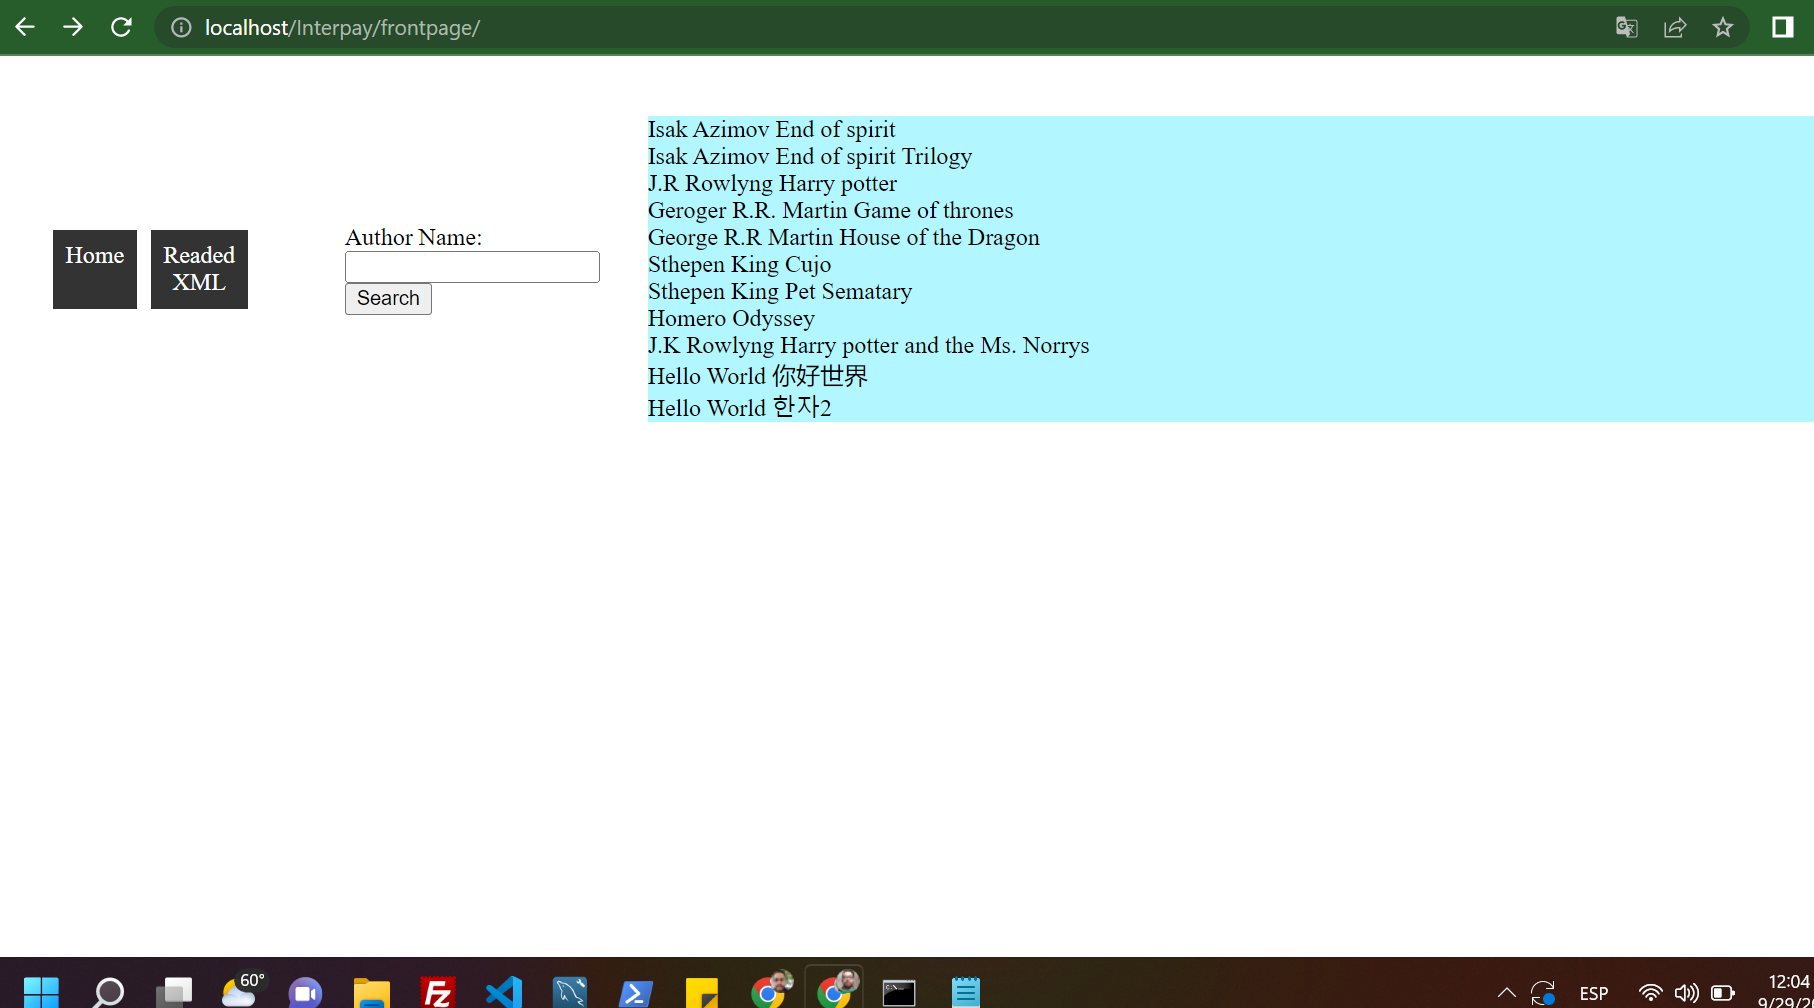 localhost/Interpay/frontpage/
Home
Readed
XML
Author Name:
Search
Isak Azimov End of spirit
Isak Azimov End of spirit Trilogy
J.R Rowlyng Harry potter
Geroger R.R. Martin Game of thrones
George R.R Martin House of the Dragon
Sthepen King Cujo
Sthepen King Pet Sematary
Homero Odyssey
J.K Rowlyng Harry potter and the Ms. Norrys
Hello World 你好世界
Hello World 한자2
60°
Fz
ESP
12:04
9/29/2